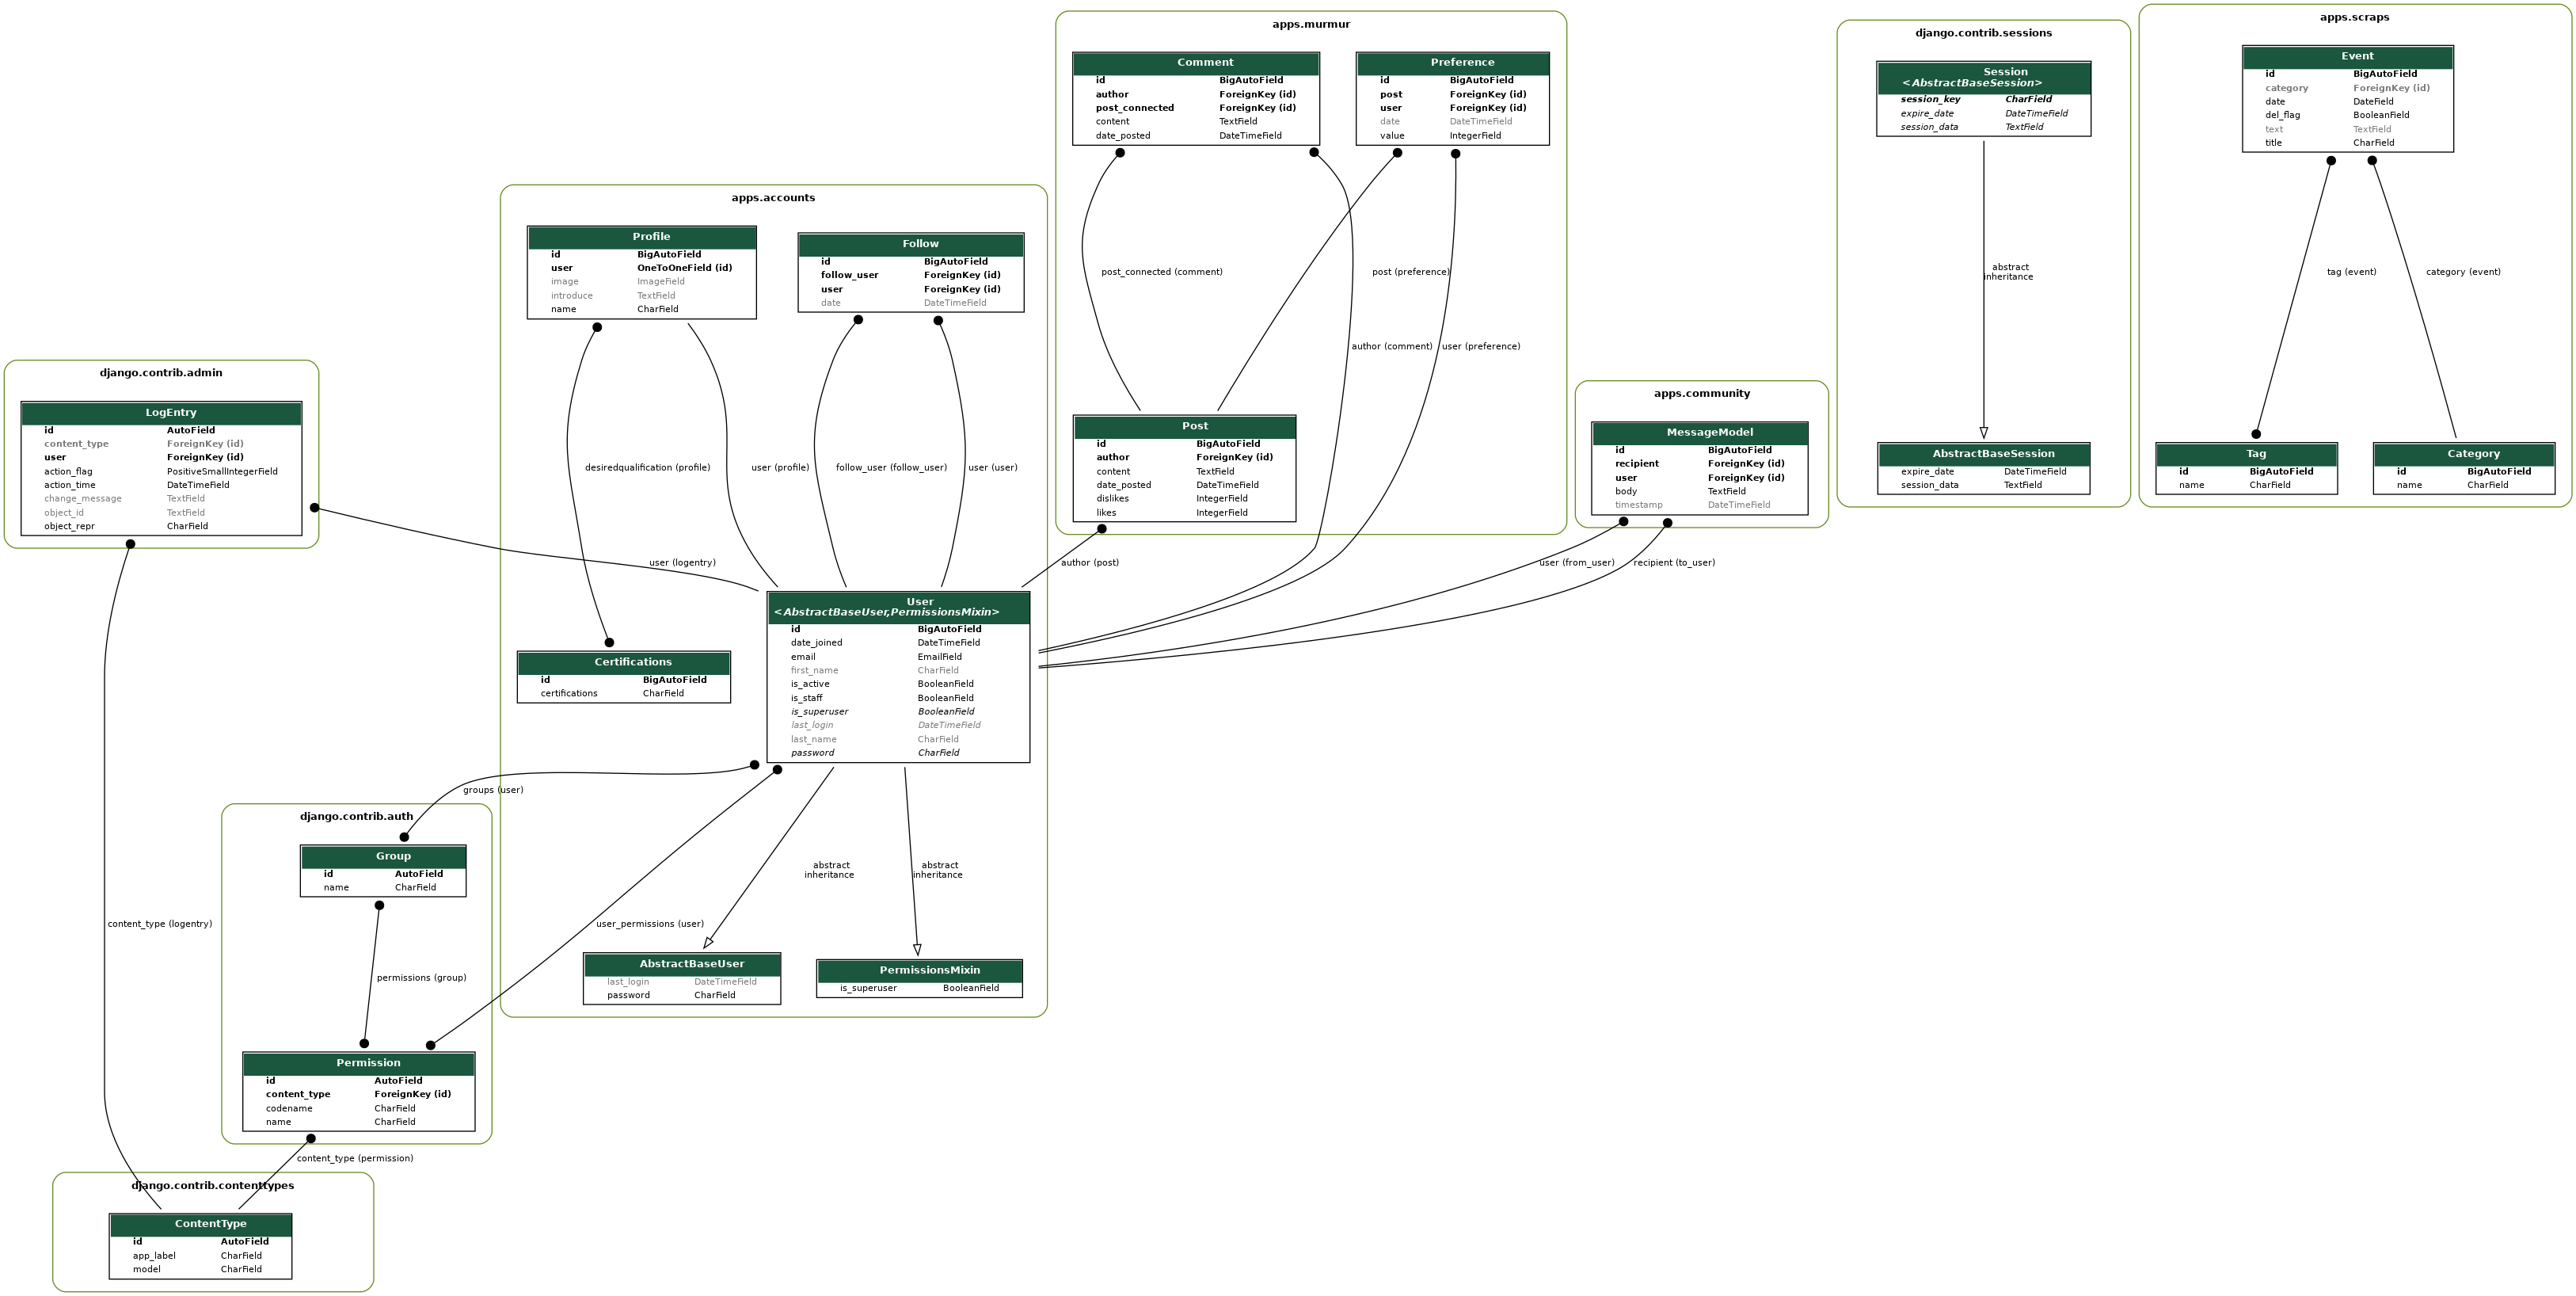 apps.murmur
Comment
id BigAutoField
author ForeignKey (id)
post_connected ForeignKey (id)
content TextField
date_posted DateTimeField
Preference
id BigAutoField
post ForeignKey (id)
user ForeignKey (id)
date DateTimeField
value IntegerField
post_connected (comment)
post (preference)
author (comment)
user (preference)
Post
id BigAutoField
author ForeignKey (id)
content TextField
date_posted DateTimeField
dislikes IntegerField
likes IntegerField
author (post)
django.contrib.sessions
Session
<AbstractBaseSession>
session_key CharField
expire_date DateTimeField
session_data TextField
abstract
inheritance
AbstractBaseSession
expire_date DateTimeField
session_data TextField
apps.scraps
Event
id BigAutoField
category ForeignKey (id)
date DateField
del_flag BooleanField
text TextField
title CharField
tag (event)
category (event)
Tag
id BigAutoField
name CharField
Category
id BigAutoField
name CharField
apps.community
MessageModel
id BigAutoField
recipient ForeignKey (id)
user ForeignKey (id)
body TextField
timestamp DateTimeField
user (from_user)
recipient (to_user)
apps.accounts
Profile
id BigAutoField
user OneToOneField (id)
image ImageField
introduce TextField
name CharField
Follow
id BigAutoField
follow_user ForeignKey (id)
user ForeignKey (id)
date DateTimeField
desiredqualification (profile)
user (profile)
follow_user (follow_user)
user (user)
django.contrib.admin
LogEntry
id AutoField
content_type ForeignKey (id)
user ForeignKey (id)
action_flag PositiveSmallIntegerField
action_time DateTimeField
change_message TextField
object_id TextField
object_repr CharField
user (logentry)
User
<AbstractBaseUser,PermissionsMixin>
id BigAutoField
date_joined DateTimeField
email EmailField
first_name CharField
is_active BooleanField
is_staff BooleanField
is_superuser BooleanField
last_login DateTimeField
last_name CharField
password CharField
Certifications
id BigAutoField
certifications CharField
groups (user)
abstract
inheritance
abstract
inheritance
user_permissions (user)
AbstractBaseUser
last_login DateTimeField
password CharField
PermissionsMixin
is_superuser BooleanField
django.contrib.auth
Group
id AutoField
name CharField
content_type (logentry)
permissions (group)
Permission
id AutoField
content_type ForeignKey (id)
codename CharField
name CharField
content_type (permission)
django.contrib.contenttypes
ContentType
id AutoField
app_label CharField
model CharField